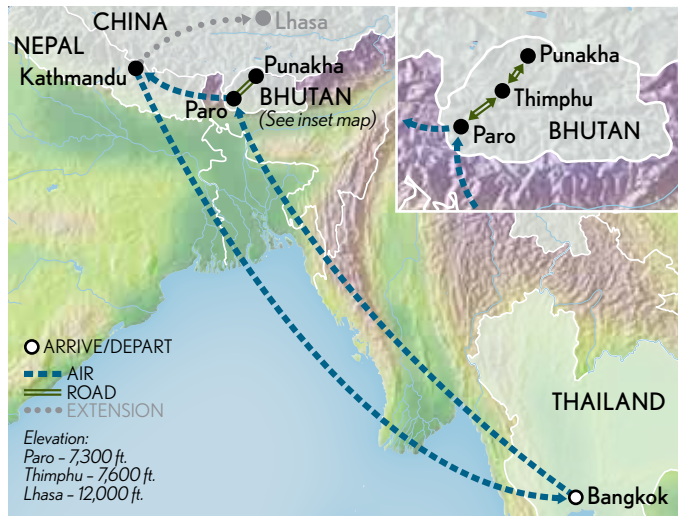 CHINA
Lhasa
NEPAL
Kathmandu
Punakha
Paro
BHUTAN
(See inset map)
Punakha
Thimphu
Paro
BHUTAN
ARRIVE/DEPART
AIR
ROAD
EXTENSION
Elevation:
Paro – 7,300 ft.
Thimphu – 7,600 ft.
Lhasa – 12,000 ft.
THAILAND
Bangkok